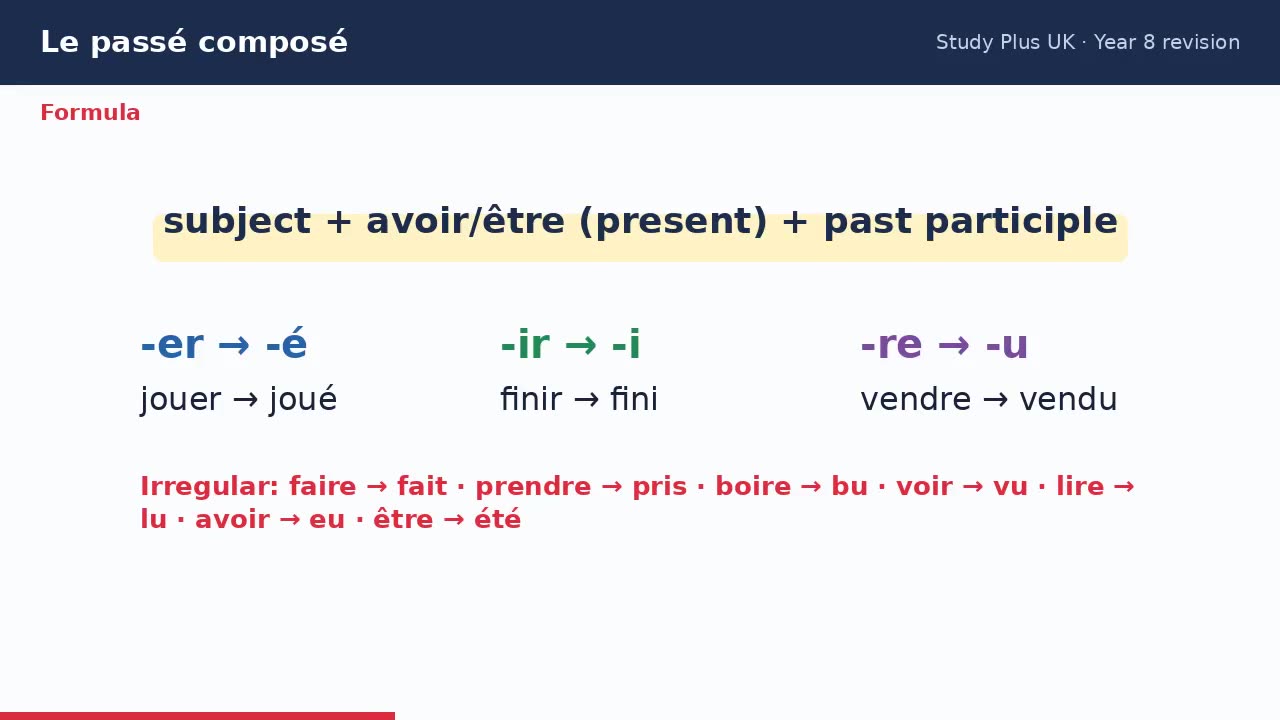 Le passé composé
Study Plus UK · Year 8 revision
Formula
subject + avoir/être (present) + past participle
-er → -é
-ir → -i
-re → -u
jouer → joué
finir → fini
vendre → vendu
Irregular: faire → fait · prendre → pris · boire → bu · voir → vu · lire →
lu · avoir → eu · être → été